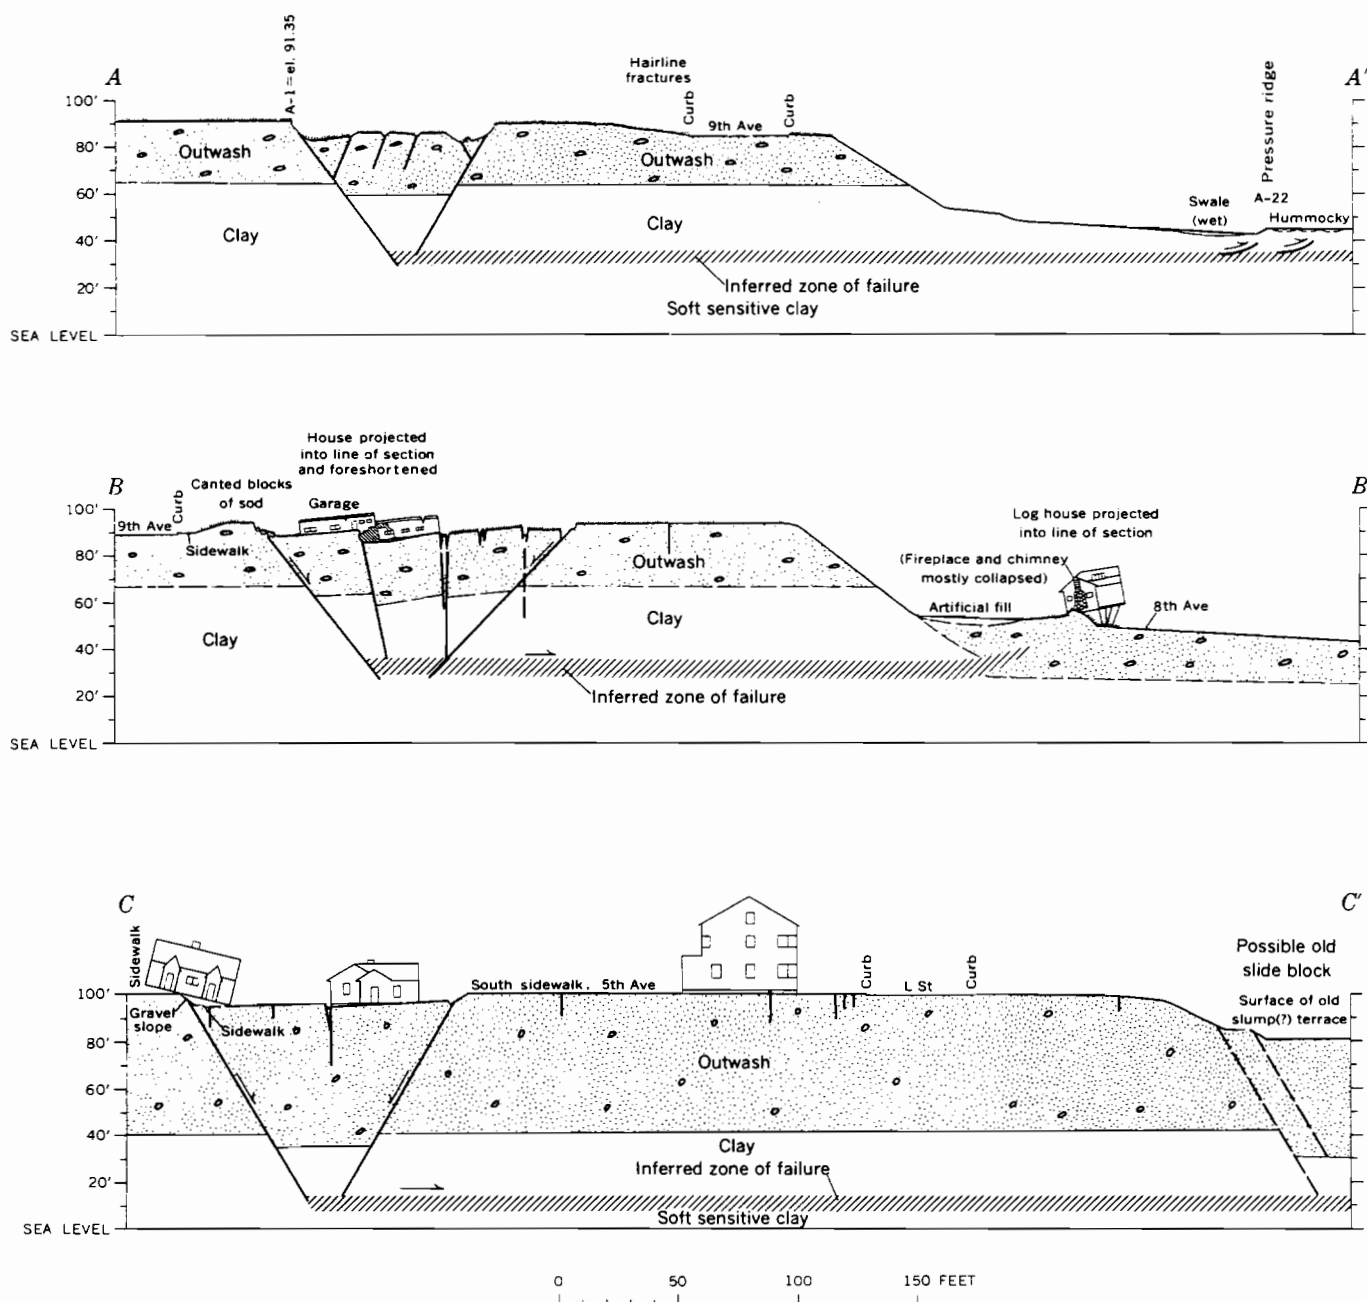 A
A'
A-1 = el. 91.35
Hairline
fractures
Curb
Curb
9th Ave
Pressure ridge
A-22
Swale
(wet)
Hummocky
100'
80'
60'
40'
20'
SEA LEVEL
Outwash
Outwash
Clay
Clay
Inferred zone of failure
Soft sensitive clay
B
B
House projected
into line of section
and foreshortened
Canted blocks
of sod
Curb
Garage
9th Ave
Sidewalk
Log house projected
into line of section
(Fireplace and chimney
mostly collapsed)
Artificial fill
8th Ave
100'
80'
60'
40'
20'
SEA LEVEL
Outwash
Clay
Clay
Inferred zone of failure
C
C'
Sidewalk
Gravel
slope
Sidewalk
South sidewalk, 5th Ave
Curb
L St
Curb
Possible old
slide block
Surface of old
slump(?) terrace
100'
80'
60'
40'
20'
SEA LEVEL
Outwash
Clay
Inferred zone of failure
Soft sensitive clay
0 50 100 150 FEET